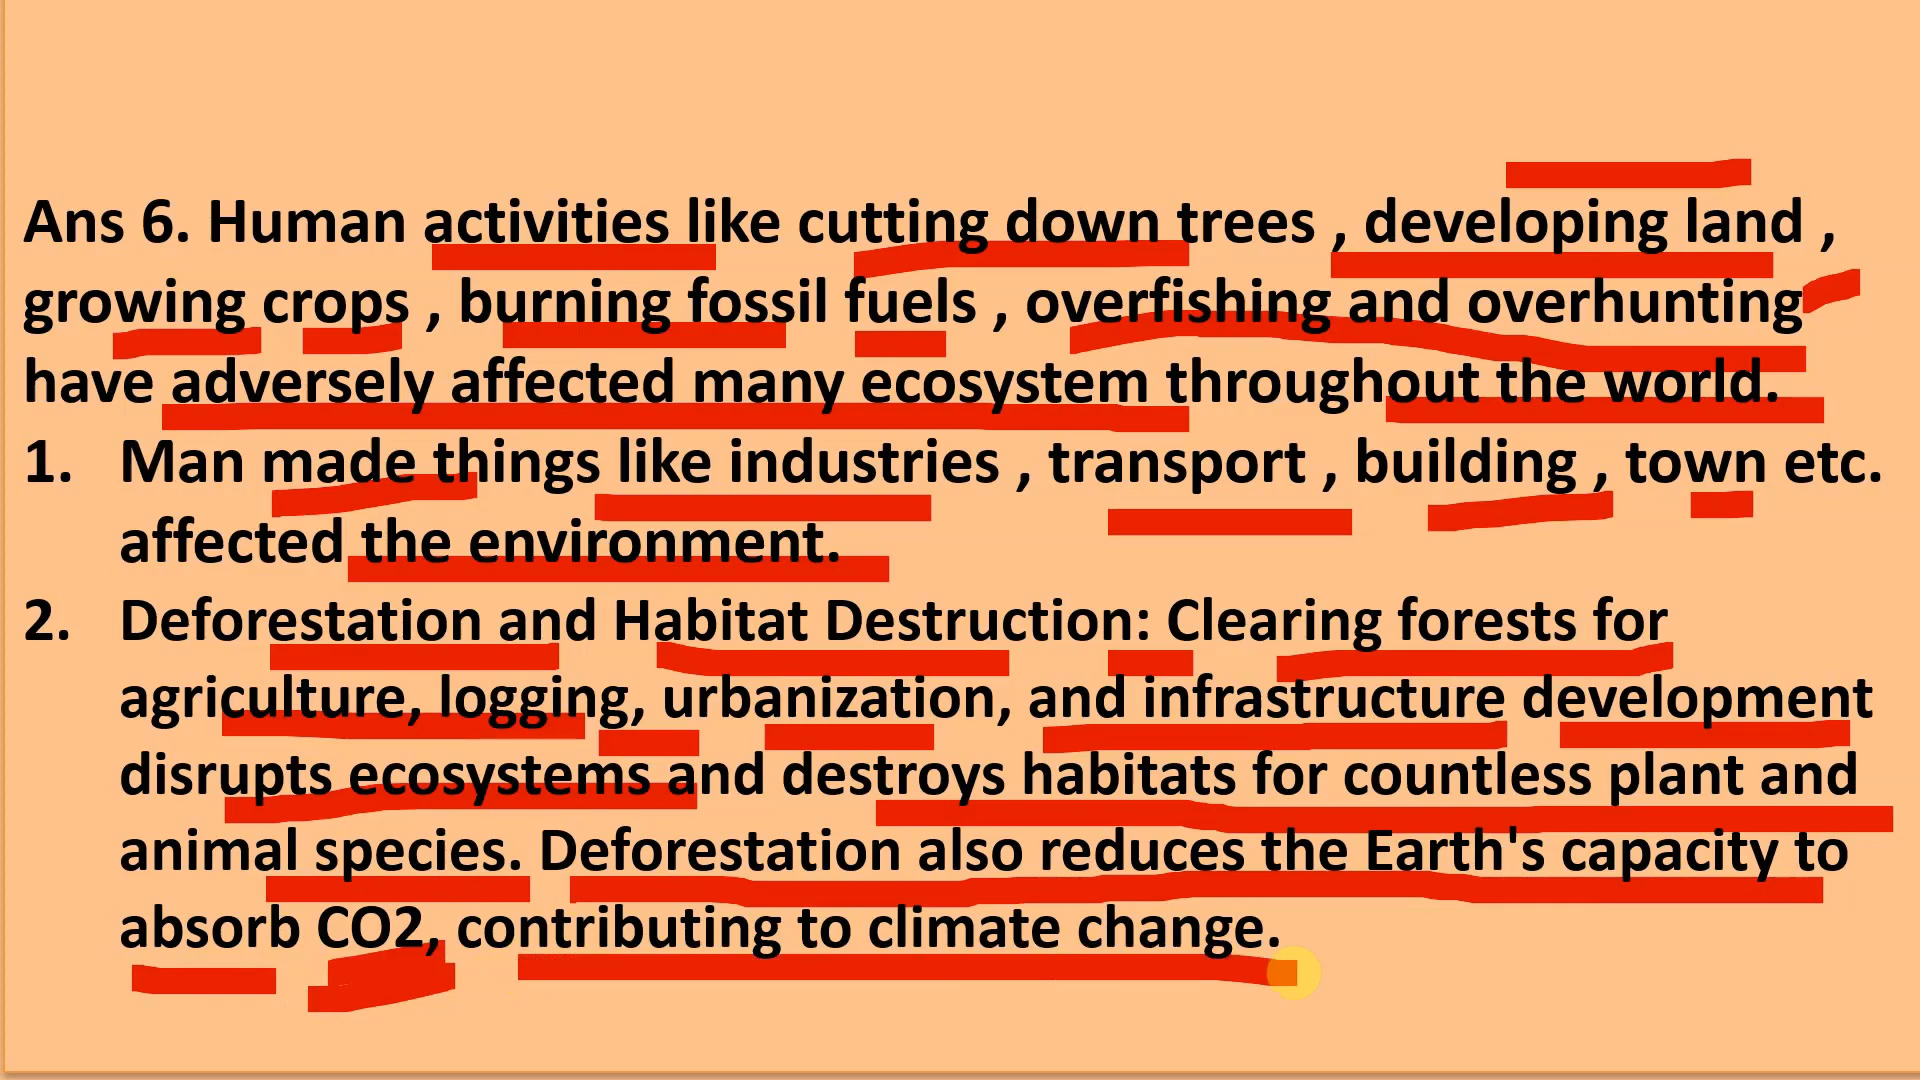 Ans 6. Human activities like cutting down trees , developing land ,
growing crops , burning fossil fuels , overfishing and overhunting
have adversely affected many ecosystem throughout the world.
1. Man made things like industries , transport , building , town etc.
affected the environment.
2. Deforestation and Habitat Destruction: Clearing forests for
agriculture, logging, urbanization, and infrastructure development
disrupts ecosystems and destroys habitats for countless plant and
animal species. Deforestation also reduces the Earth's capacity to
absorb CO2, contributing to climate change.